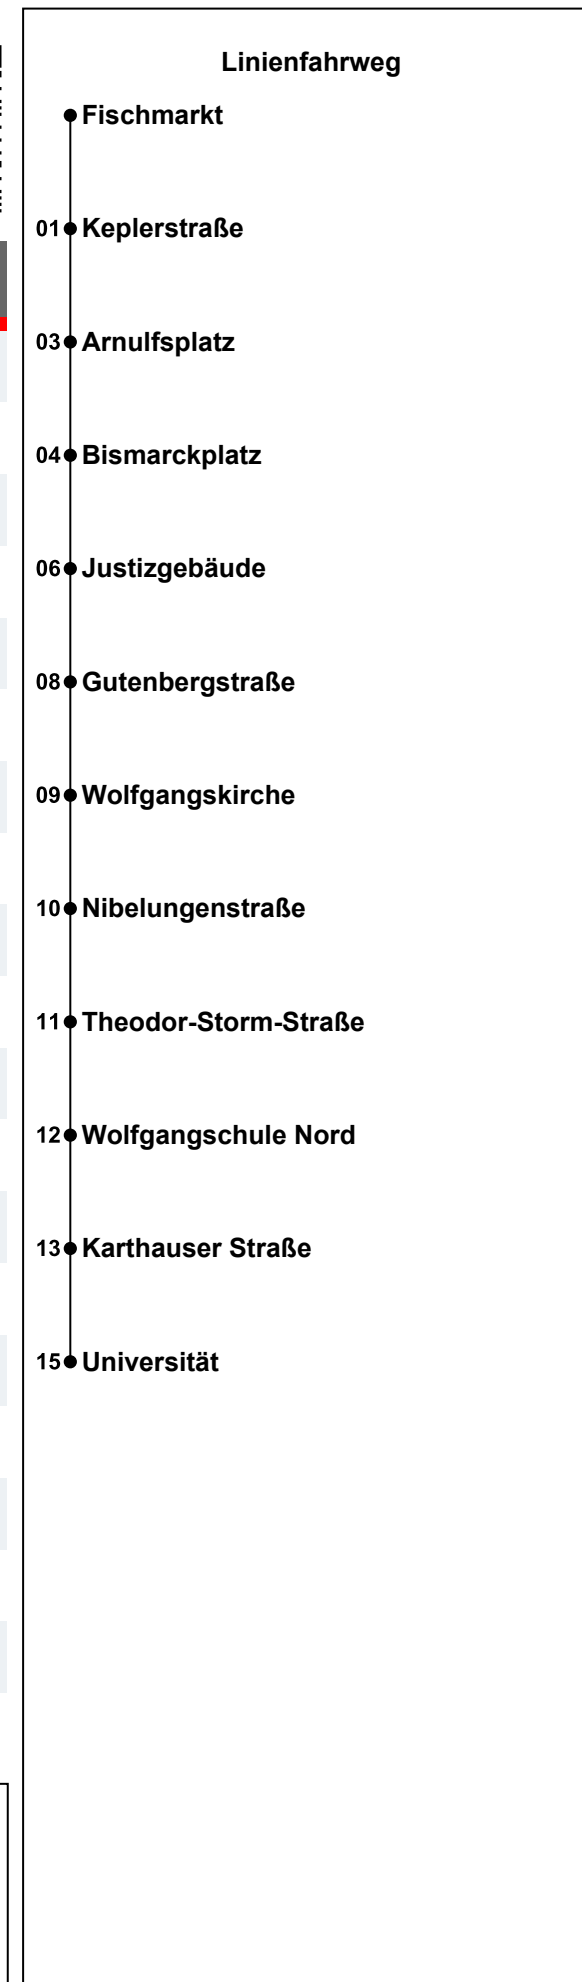 Linienfahrweg
Fischmarkt
01 Keplerstraße
03 Arnulfsplatz
04 Bismarckplatz
06 Justizgebäude
08 Gutenbergstraße
09 Wolfgangskirche
10 Nibelungenstraße
11 Theodor-Storm-Straße
12 Wolfgangschule Nord
13 Karthauser Straße
15 Universität